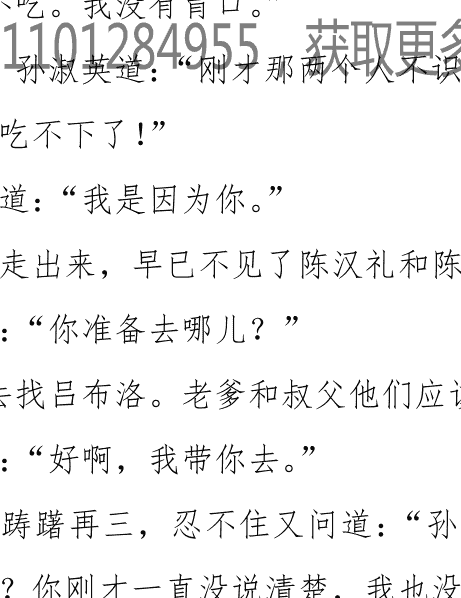 不吃。我没有胃口。”
1101284955 获取更多
孙淑英道：“刚才那两个人不识
吃不下了！”
道：“我是因为你。”
走出来，早已不见了陈汉礼和陈
：“你准备去哪儿？”
去找吕布洛。老爹和叔父他们应该
：“好啊，我带你去。”
踌躇再三，忍不住又问道：“孙
？你刚才一直没说清楚，我也没